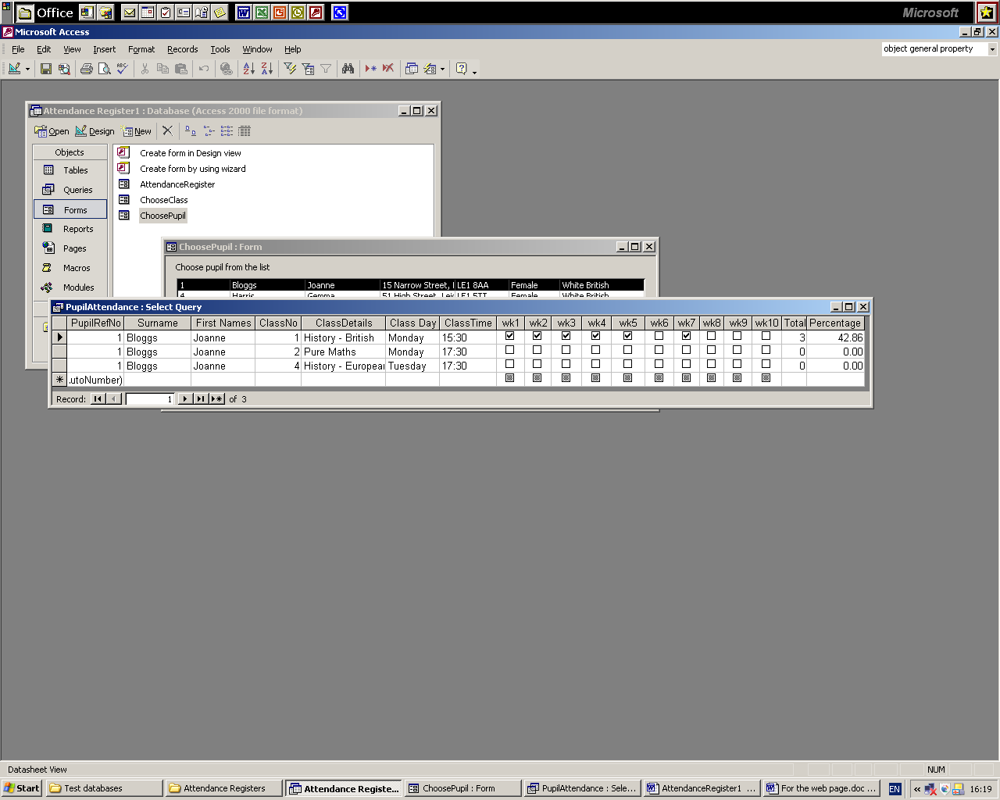 Office
Microsoft
Microsoft Access
File Edit View Insert Format Records Tools Window Help
object general property
Attendance Register1 : Database (Access 2000 file format)
Open Design New
Objects
Tables
Queries
Forms
Reports
Pages
Macros
Modules
Create form in Design view
Create form by using wizard
AttendanceRegister
ChooseClass
ChoosePupil
ChoosePupil : Form
Choose pupil from the list
1 Bloggs Joanne 15 Narrow Street, LE1 8AA Female White British
4 Harris Gemma 51 High Street, Lei LE1 5TT Female White British
PupilAttendance : Select Query
PupilRefNo Surname First Names ClassNo ClassDetails Class Day ClassTime wk1 wk2 wk3 wk4 wk5 wk6 wk7 wk8 wk9 wk10 Total Percentage
1 Bloggs Joanne 1 History - British Monday 15:30 3 42.86
1 Bloggs Joanne 2 Pure Maths Monday 17:30 0 0.00
1 Bloggs Joanne 4 History - European Tuesday 17:30 0 0.00
.utoNumber)
Record: 1 of 3
Datasheet View
NUM
Start Test databases Attendance Registers Attendance Registe... ChoosePupil : Form PupilAttendance : Sele... AttendanceRegister1 ... For the web page.doc ... EN « 16:19